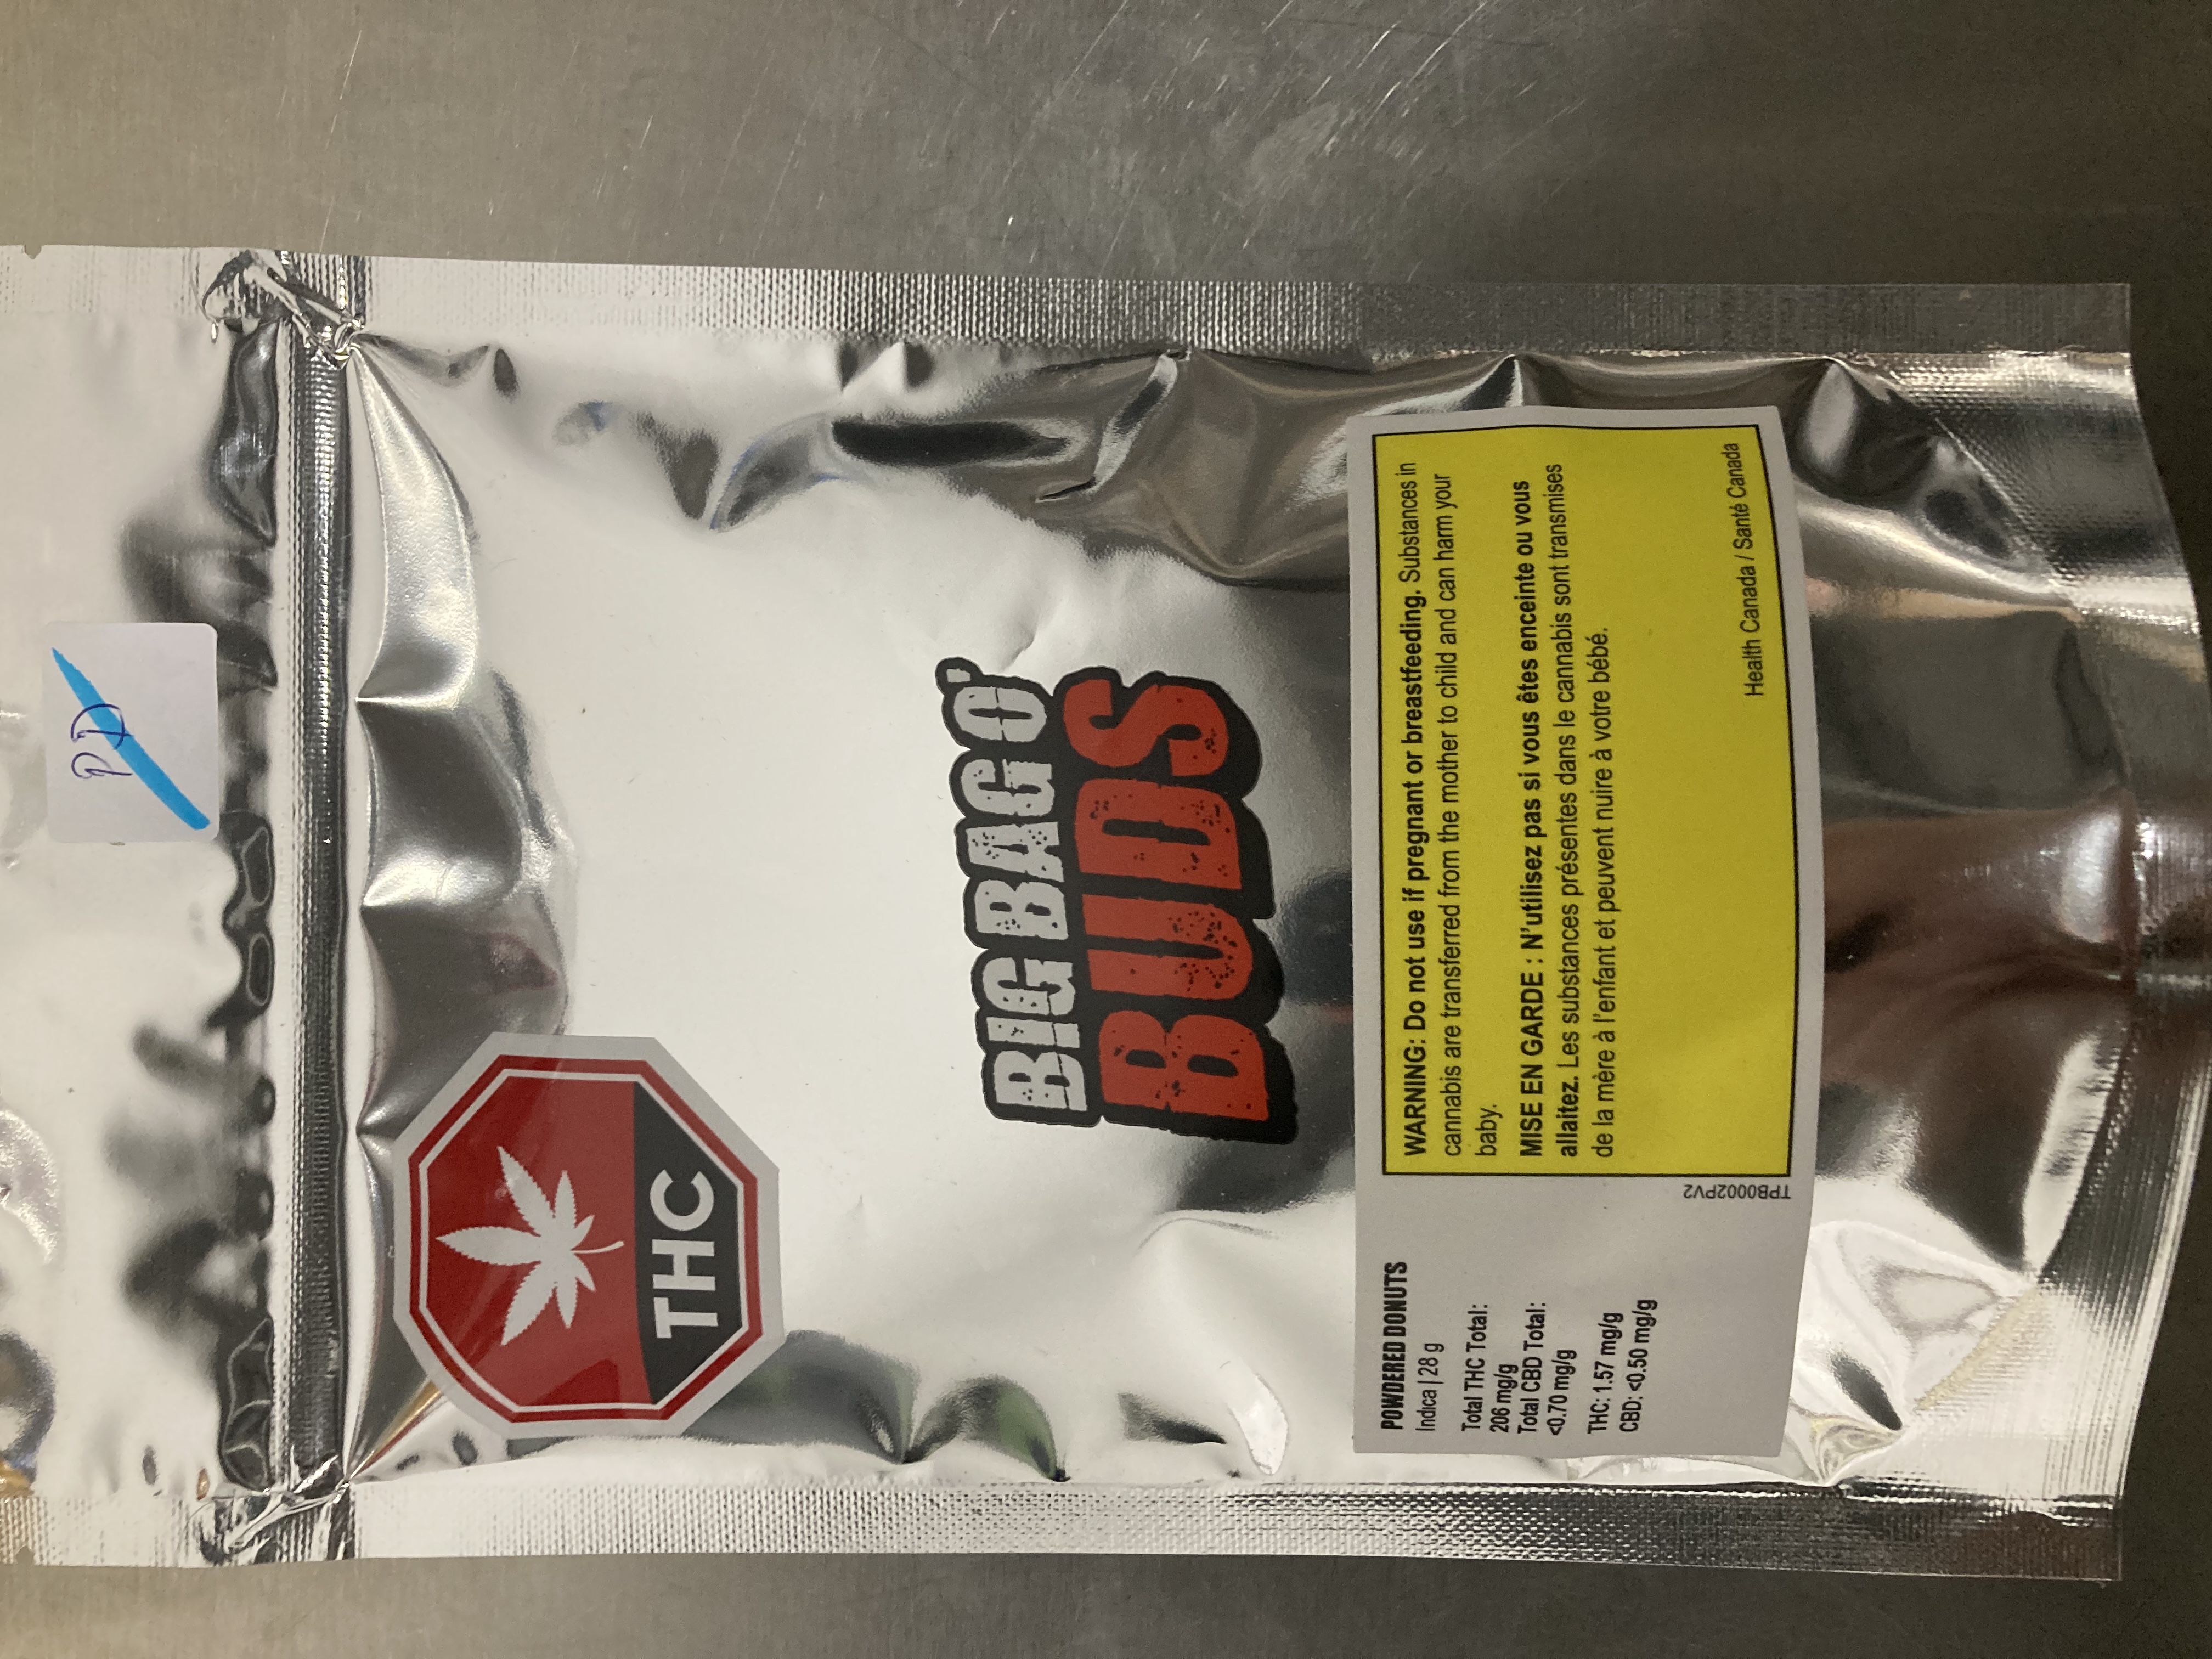 PD
THC
BIG BAG O'
BUDS
POWDERED DONUTS
Indica | 28 g
Total THC Total:
206 mg/g
Total CBD Total:
<0.70 mg/g
THC: 1.57 mg/g
CBD: <0.50 mg/g
TPB0002PV2
WARNING: Do not use if pregnant or breastfeeding. Substances in
cannabis are transferred from the mother to child and can harm your
baby.
MISE EN GARDE : N'utilisez pas si vous êtes enceinte ou vous
allaitez. Les substances présentes dans le cannabis sont transmises
de la mère à l'enfant et peuvent nuire à votre bébé.
Health Canada / Santé Canada